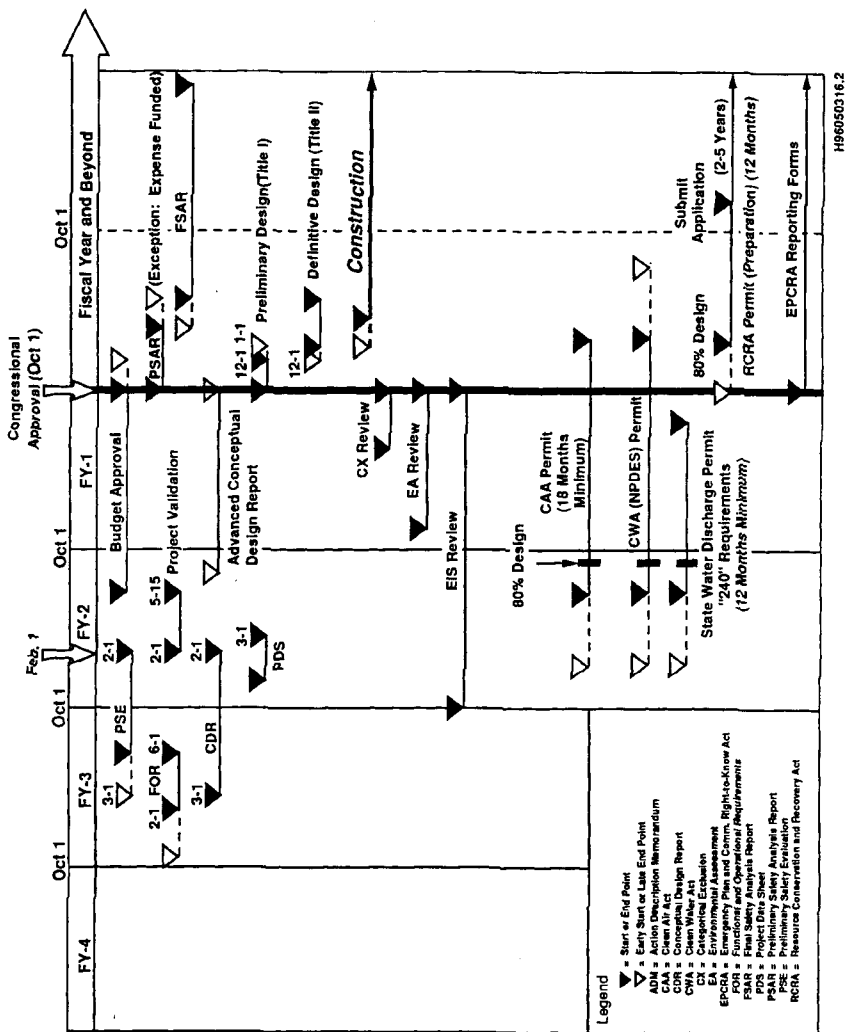 Congressional
Approval (Oct 1)
Feb. 1
Oct 1
Oct 1
Oct 1
Oct 1
FY-4
FY-3
FY-2
FY-1
Fiscal Year and Beyond
3-1
PSE
2-1
Budget Approval
2-1
FOR
6-1
2-1
5-15
Project Validation
PSAR
(Exception: Expense Funded)
FSAR
3-1
CDR
2-1
Advanced Conceptual
Design Report
3-1
PDS
12-1
1-1
Preliminary Design(Title I)
12-1
Definitive Design (Title II)
Construction
CX Review
EA Review
EIS Review
80% Design
CAA Permit
(18 Months
Minimum)
CWA (NPDES) Permit
State Water Discharge Permit
"240" Requirements
(12 Months Minimum)
80% Design
Submit
Application
(2-5 Years)
RCRA Permit (Preparation) (12 Months)
EPCRA Reporting Forms
Legend
▼ = Start or End Point
▽ = Early Start or Late End Point
ADM = Action Description Memorandum
CAA = Clean Air Act
CDR = Conceptual Design Report
CWA = Clean Water Act
CX = Categorical Exclusion
EA = Environmental Assessment
EPCRA = Emergency Plan and Comm. Right-to-Know Act
FOR = Functional and Operational Requirements
FSAR = Final Safety Analysis Report
PDS = Project Data Sheet
PSAR = Preliminary Safety Analysis Report
PSE = Preliminary Safety Evaluation
RCRA = Resource Conservation and Recovery Act
H96050316.2